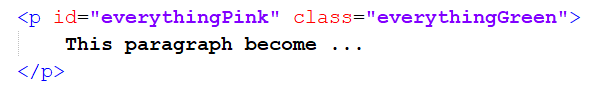 <p id="everythingPink" class="everythingGreen">
This paragraph become ...
</p>